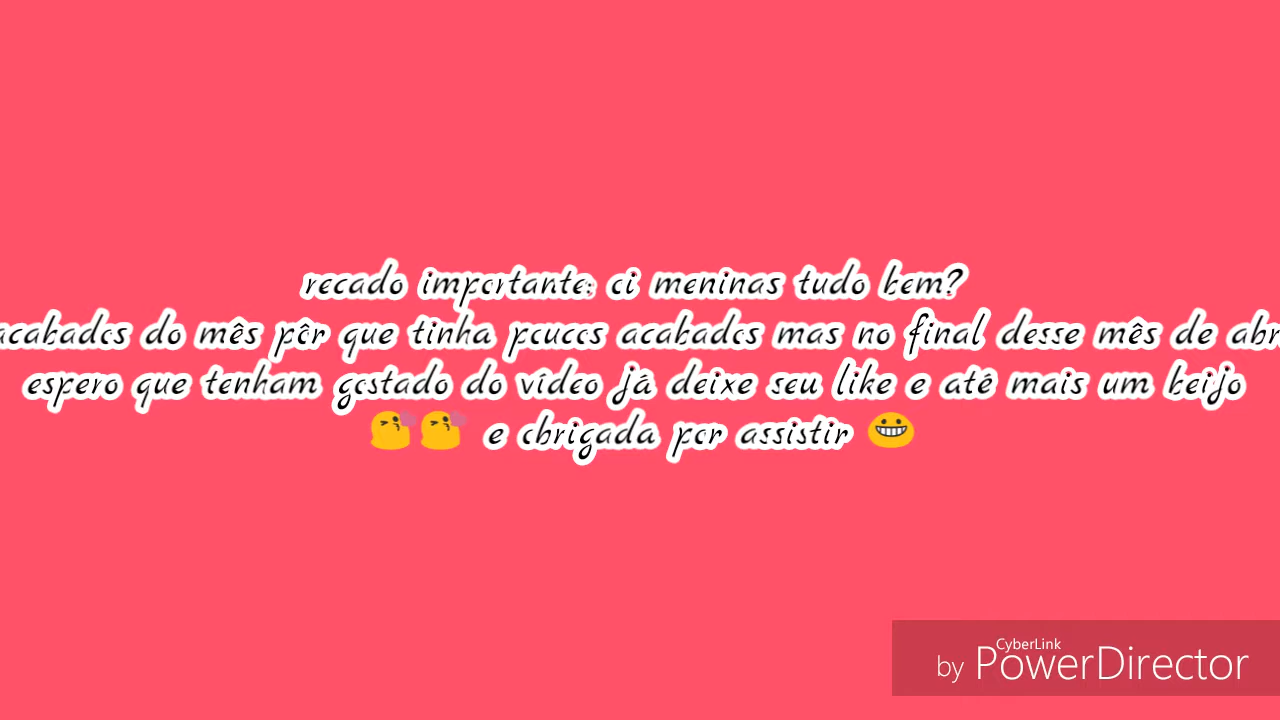 recado importante: oi meninas tudo bem?
acabados do mês pôr que tinha poucos acabados mas no final desse mês de abr
espero que tenham gostado do vídeo já deixe seu like e até mais um beijo
😘😘 e obrigada por assistir 😀
CyberLink
by PowerDirector